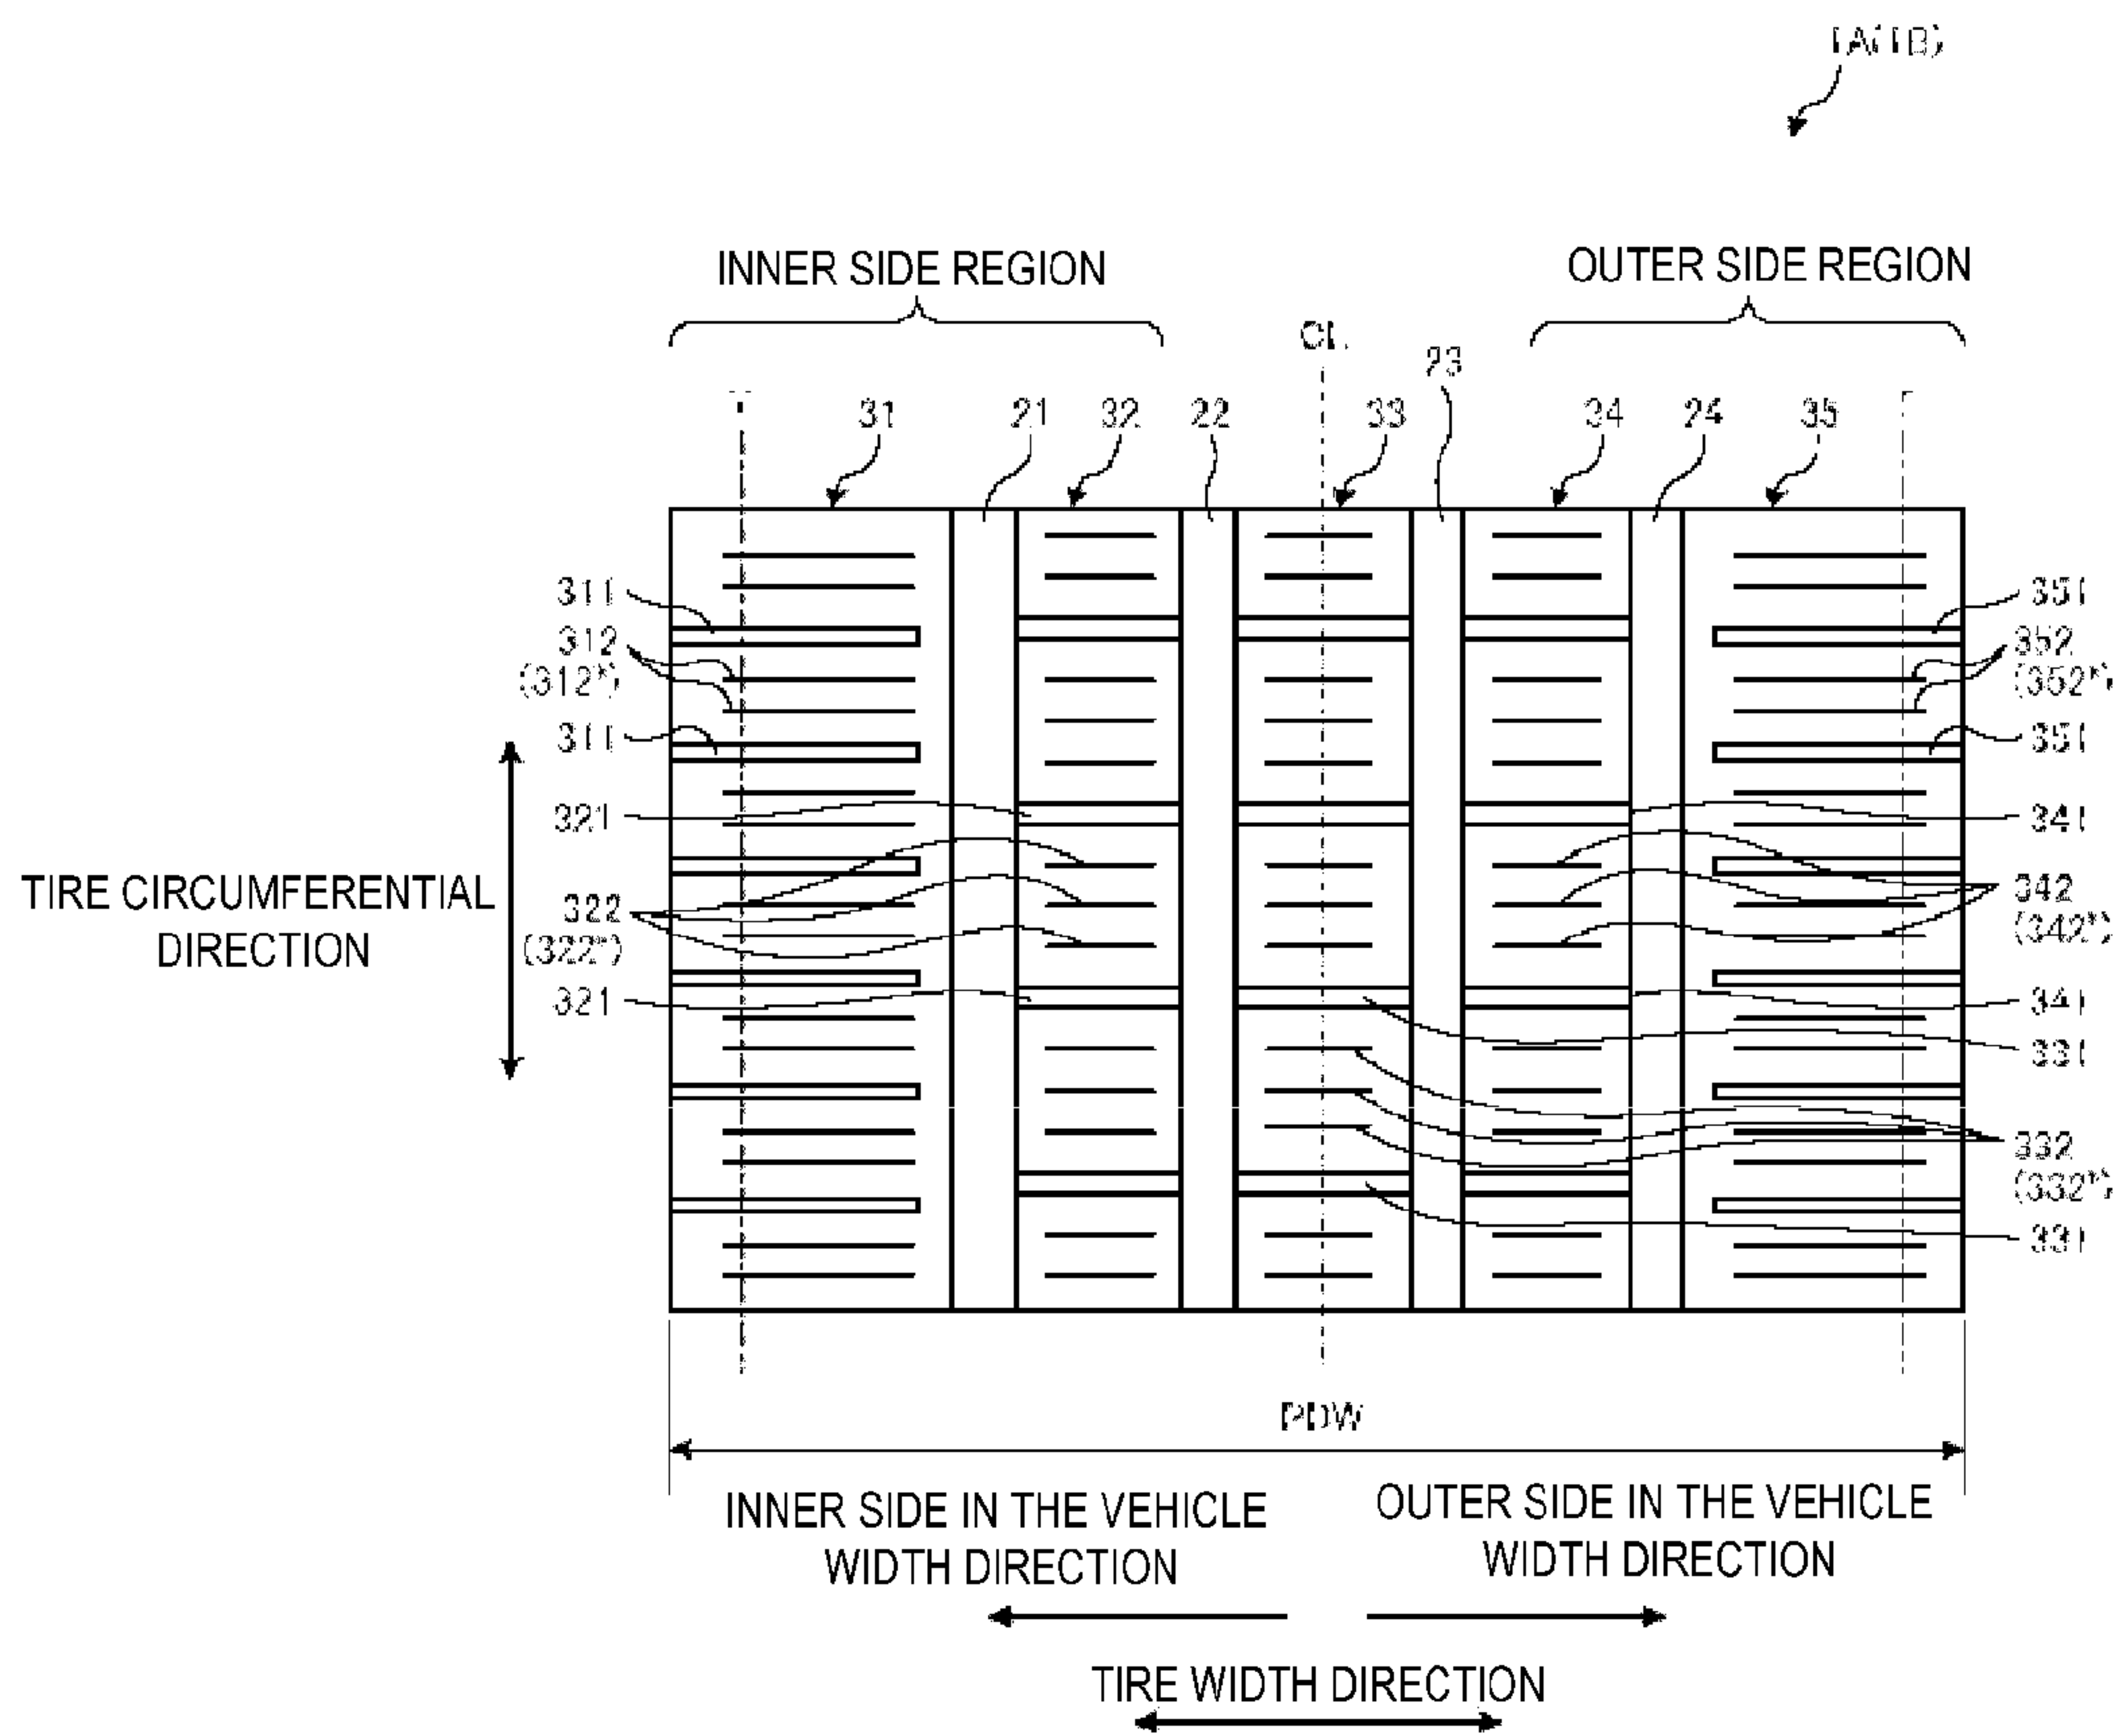 1A(1B)
INNER SIDE REGION
OUTER SIDE REGION
CL
23
31
21
32
22
33
34
24
35
311
351
312
(312*)
352
(352*)
311
351
321
341
TIRE CIRCUMFERENTIAL
DIRECTION
322
(322*)
342
(342*)
321
341
331
332
(332*)
331
PDW
INNER SIDE IN THE VEHICLE
WIDTH DIRECTION
OUTER SIDE IN THE VEHICLE
WIDTH DIRECTION
TIRE WIDTH DIRECTION